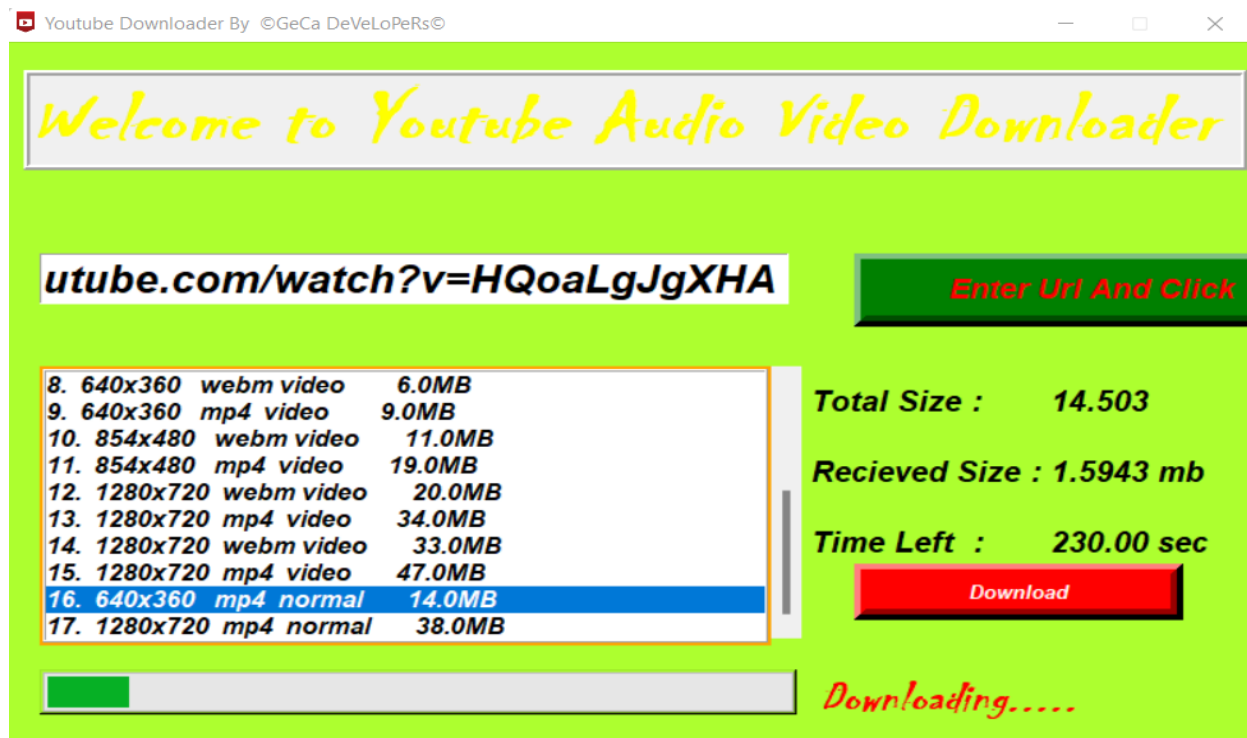 Youtube Downloader By ©GeCa DeVeLoPeRs©
Welcome to Youtube Audio Video Downloader
utube.com/watch?v=HQoaLgJgXHA
Enter Url And Click
8. 640x360 webm video 6.0MB
9. 640x360 mp4 video 9.0MB
10. 854x480 webm video 11.0MB
11. 854x480 mp4 video 19.0MB
12. 1280x720 webm video 20.0MB
13. 1280x720 mp4 video 34.0MB
14. 1280x720 webm video 33.0MB
15. 1280x720 mp4 video 47.0MB
16. 640x360 mp4 normal 14.0MB
17. 1280x720 mp4 normal 38.0MB
Total Size : 14.503
Recieved Size : 1.5943 mb
Time Left : 230.00 sec
Download
Downloading.....